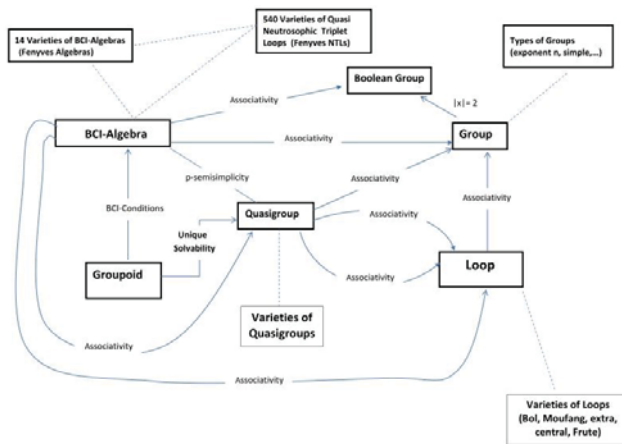 540 Varieties of Quasi
Neutrosophic Triplet
Loops (Fenyves NTLs)
14 Varieties of BCI-Algebras
(Fenyves Algebras)
Types of Groups
(exponent n, simple,...)
Boolean Group
Associativity
|x|= 2
BCI-Algebra
Associativity
Group
p-semisimplicity
Associativity
Associativity
BCI-Conditions
Quasigroup
Associativity
Unique
Solvability
Groupoid
Loop
Associativity
Varieties of
Quasigroups
Associativity
Associativity
Varieties of Loops
(Bol, Moufang, extra,
central, Frute)